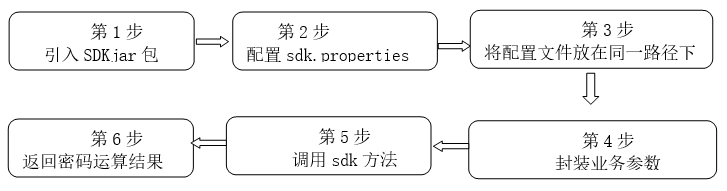 第 1 步
引入 SDKjar 包
第 2 步
配置 sdk.properties
第 3 步
将配置文件放在同一路径下
第 4 步
封装业务参数
第 5 步
调用 sdk 方法
第 6 步
返回密码运算结果